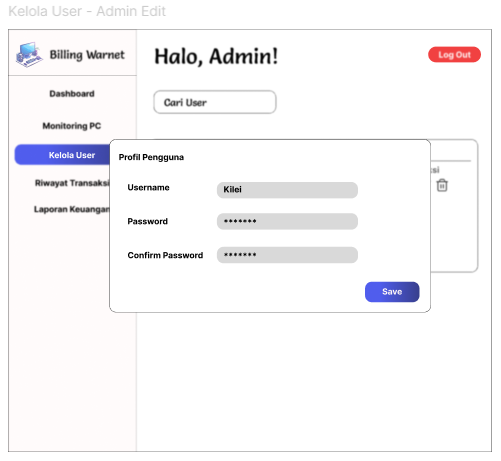 Kelola User - Admin Edit
Billing Warnet
Halo, Admin!
Log Out
Dashboard
Cari User
Monitoring PC
Kelola User
Riwayat Transaksi
Laporan Keuangan
Profil Pengguna
Username
Kilei
Password
*******
Confirm Password
*******
Save